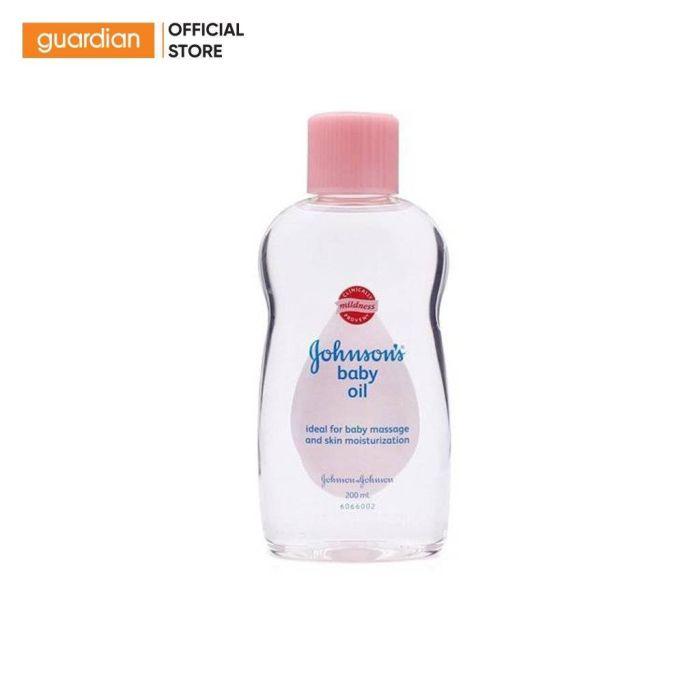 guardian
OFFICIAL
STORE
CLINICALLY
mildness
PROVEN®
Johnson's®
baby
oil
ideal for baby massage
and skin moisturization
Johnson & Johnson
200 ml
6066002